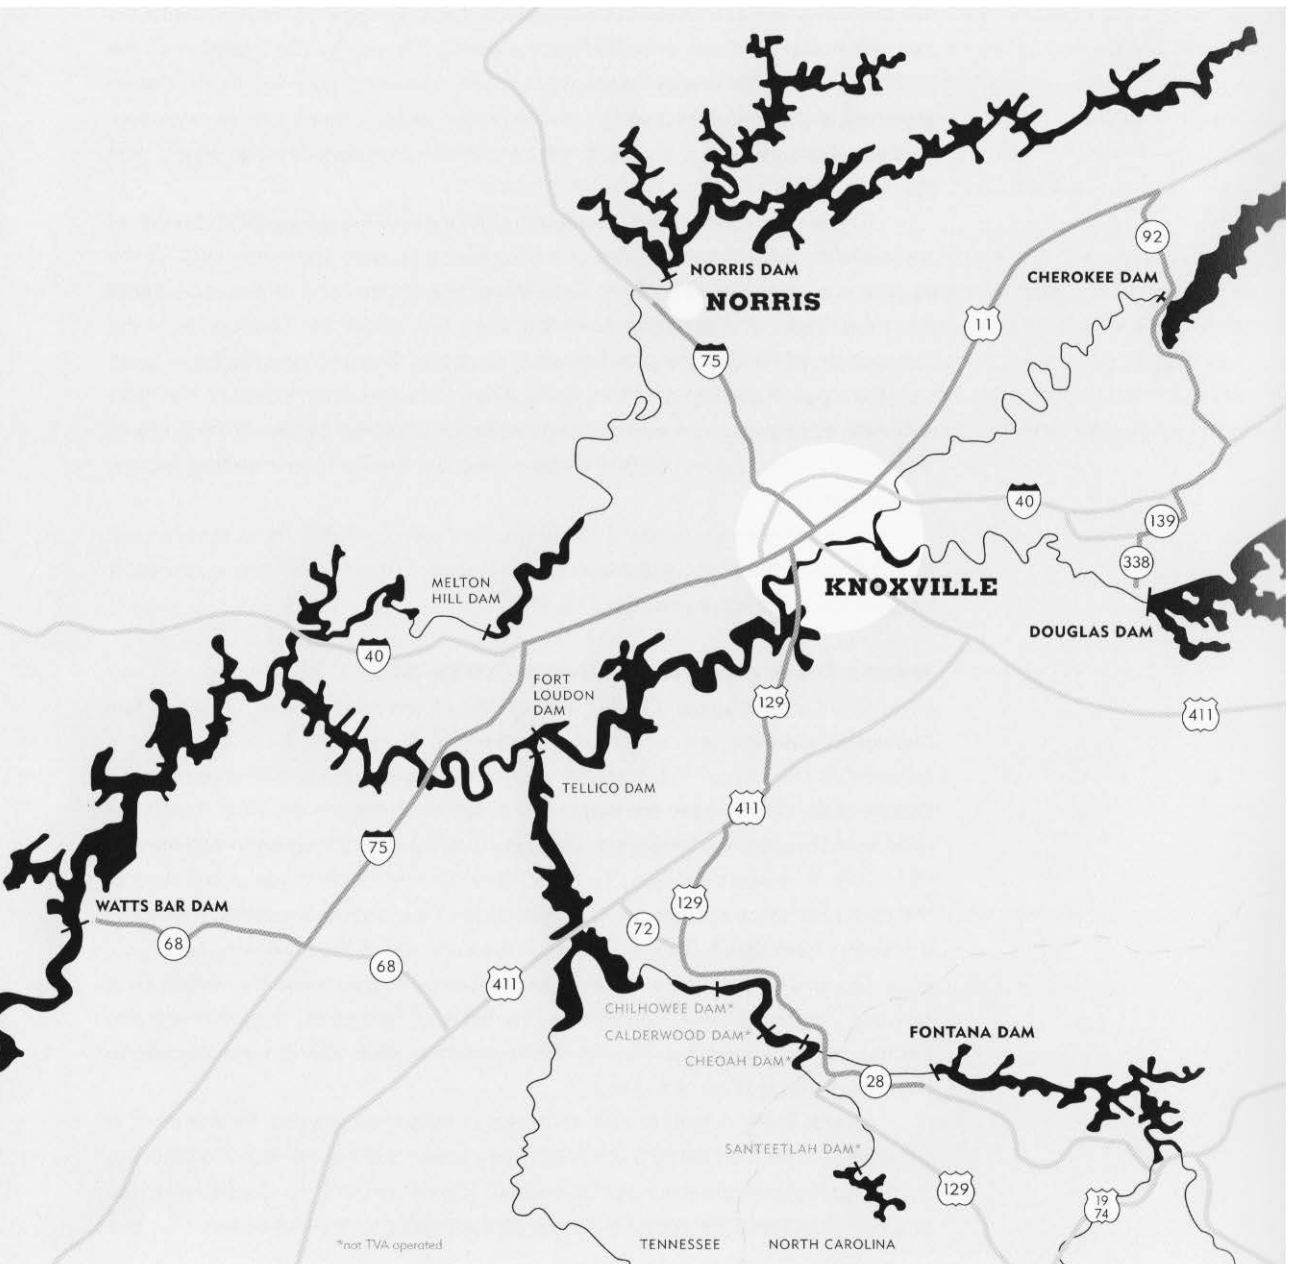 92
NORRIS DAM
CHEROKEE DAM
NORRIS
11
75
40
139
MELTON
HILL DAM
338
KNOXVILLE
DOUGLAS DAM
40
FORT
LOUDON
DAM
129
411
TELLICO DAM
411
75
WATTS BAR DAM
129
72
68
68
411
CHILHOWEE DAM*
CALDERWOOD DAM*
FONTANA DAM
CHEOAH DAM*
28
SANTEETLAH DAM*
129
19
74
*not TVA operated
TENNESSEE
NORTH CAROLINA